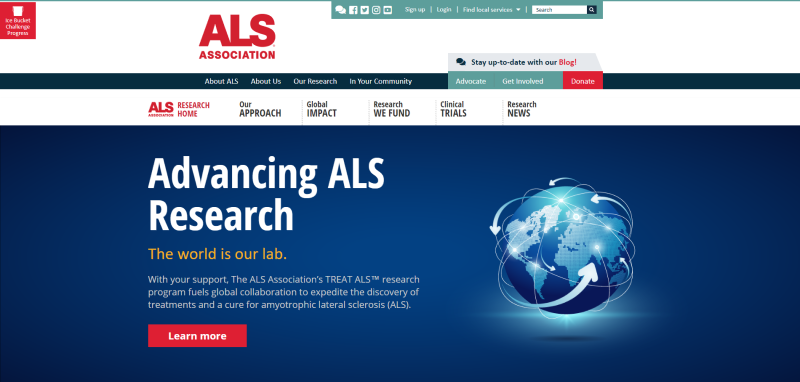 Ice Bucket
Challenge
Progress
ALS
ASSOCIATION
Sign up | Login | Find local services
Search
Stay up-to-date with our Blog!
About ALS About Us Our Research In Your Community
Advocate Get Involved Donate
ALS
ASSOCIATION
RESEARCH
HOME
Our
APPROACH
Global
IMPACT
Research
WE FUND
Clinical
TRIALS
Research
NEWS
Advancing ALS
Research
The world is our lab.
With your support, The ALS Association's TREAT ALS™ research
program fuels global collaboration to expedite the discovery of
treatments and a cure for amyotrophic lateral sclerosis (ALS).
Learn more